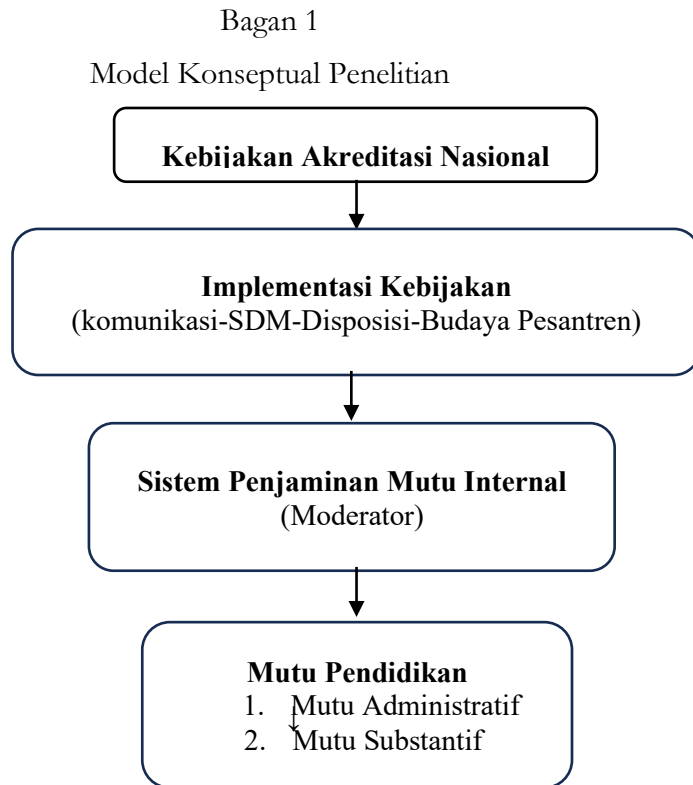 Bagan 1
Model Konseptual Penelitian
Kebijakan Akreditasi Nasional
Implementasi Kebijakan
(komunikasi-SDM-Disposisi-Budaya Pesantren)
Sistem Penjaminan Mutu Internal
(Moderator)
Mutu Pendidikan
1. Mutu Administratif
↓
2. Mutu Substantif